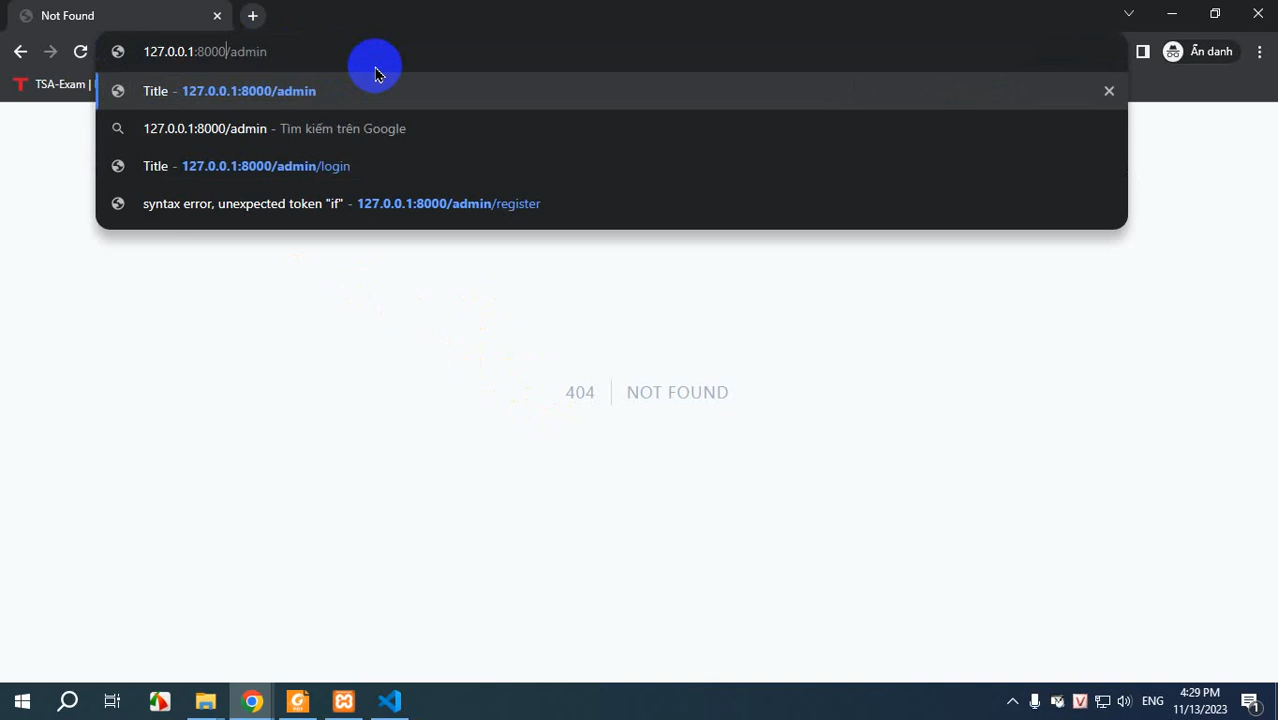 Not Found
127.0.0.1:8000/admin
Ẩn danh
TSA-Exam |
Title - 127.0.0.1:8000/admin
127.0.0.1:8000/admin - Tìm kiếm trên Google
Title - 127.0.0.1:8000/admin/login
syntax error, unexpected token "if" - 127.0.0.1:8000/admin/register
404 | NOT FOUND
ENG
4:29 PM
11/13/2023